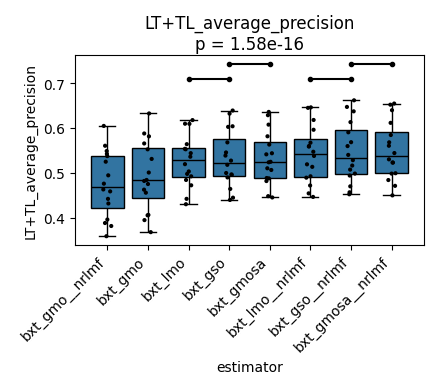 LT+TL_average_precision
p = 1.58e-16
LT+TL_average_precision
0.7
0.6
0.5
0.4
bxt_gmo__nrlmf
bxt_gmo
bxt_lmo
bxt_gso
bxt_gmosa
bxt_lmo__nrlmf
bxt_gso__nrlmf
bxt_gmosa__nrlmf
estimator